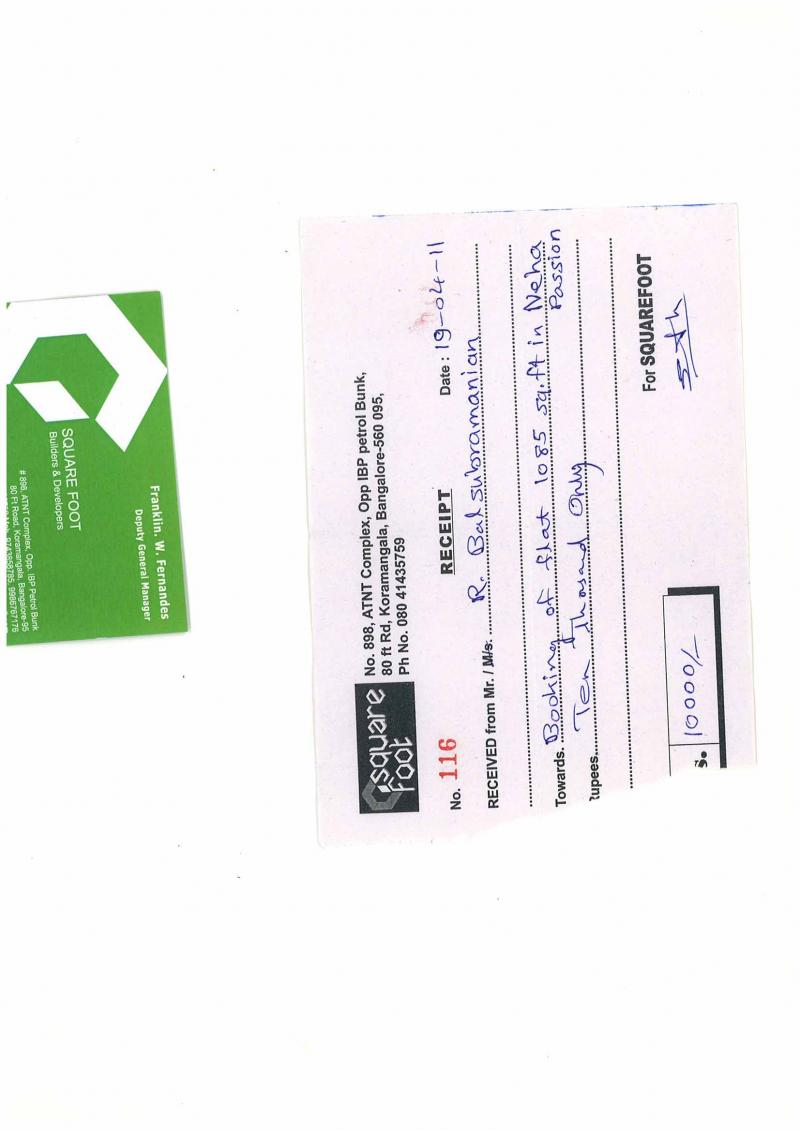 SQUARE FOOT
Builders & Developers
Franklin. W. Fernandes
Deputy General Manager
# 898, ATNT Complex, Opp. IBP Petrol Bunk
80 Ft Road, Koramangala, Bangalore-95
9986767176
square
foot
No. 898, ATNT Complex, Opp IBP petrol Bunk,
80 ft Rd, Koramangala, Bangalore-560 095,
Ph No. 080 41435759
No. 116 RECEIPT Date : 19-04-11
RECEIVED from Mr. / M/s. R. Balsubramanian
Towards. Booking of flat 1085 sq.ft in Neha
Passion
Rupees. Ten Thousand Only
For SQUAREFOOT
s. 10000/-